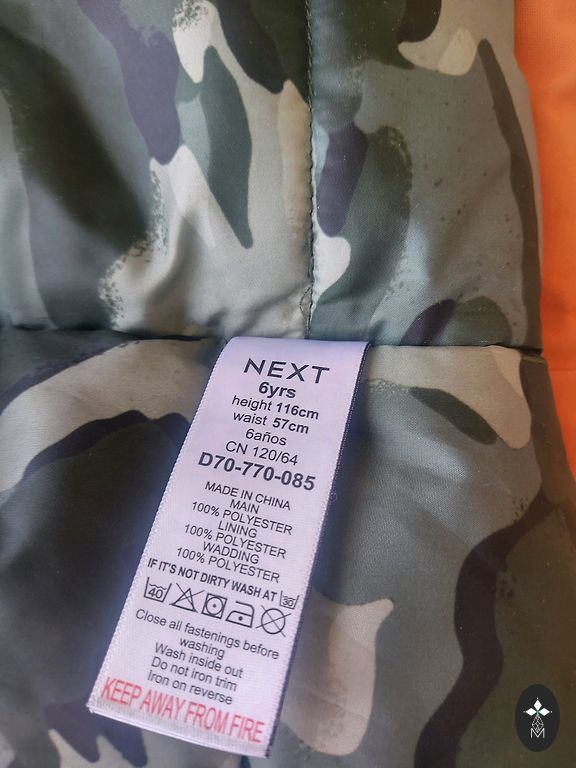 NEXT
6yrs
height 116cm
waist 57cm
6años
CN 120/64
D70-770-085
MADE IN CHINA
MAIN
100% POLYESTER
LINING
100% POLYESTER
WADDING
100% POLYESTER
IF IT'S NOT DIRTY WASH AT 30
40
Close all fastenings before
washing
Wash inside out
Do not iron trim
Iron on reverse
KEEP AWAY FROM FIRE
M